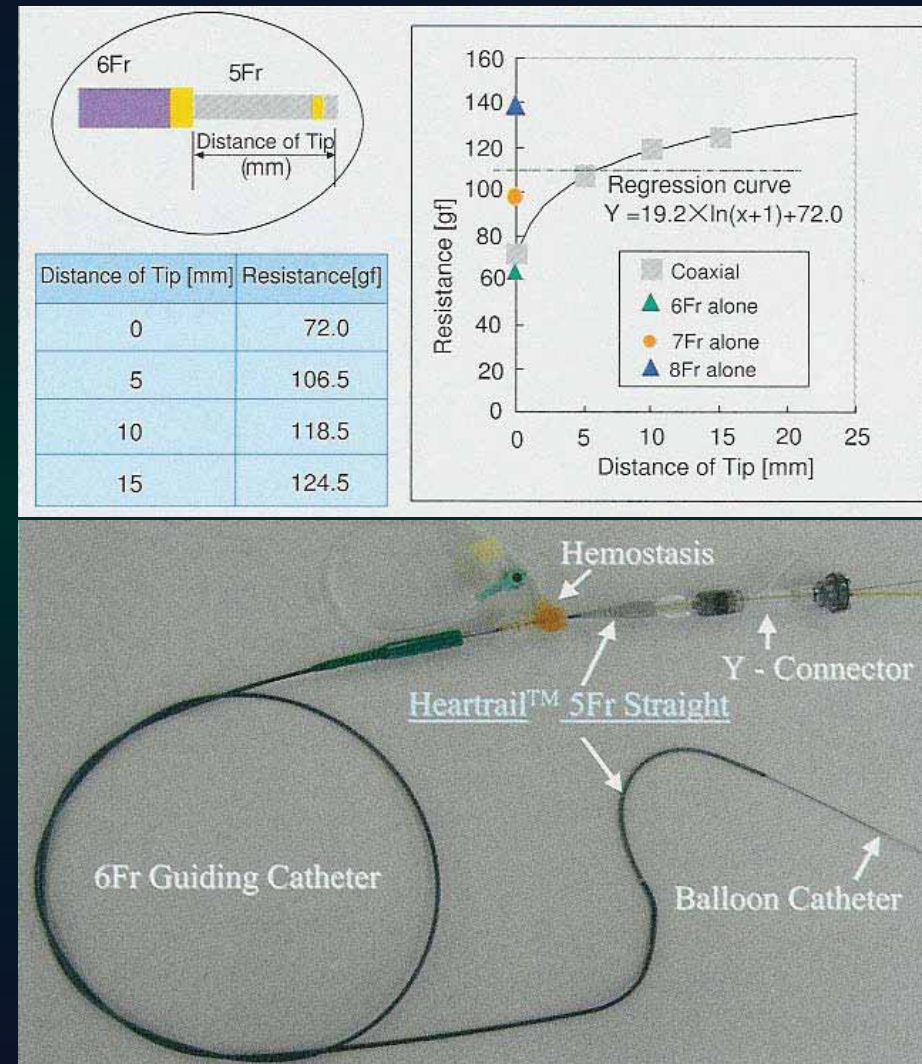 6Fr
5Fr
Distance of Tip
(mm)
Distance of Tip [mm] Resistance[gf]
0 72.0
5 106.5
10 118.5
15 124.5
160
140
120
100
80
60
40
20
0
Resistance [gf]
Regression curve
Y =19.2×ln(x+1)+72.0
Coaxial
6Fr alone
7Fr alone
8Fr alone
0 5 10 15 20 25
Distance of Tip [mm]
Hemostasis
Y - Connector
Heartrail™ 5Fr Straight
6Fr Guiding Catheter
Balloon Catheter